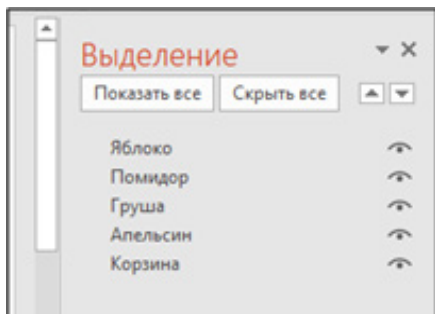 Выделение
Показать все Скрыть все
Яблоко
Помидор
Груша
Апельсин
Корзина